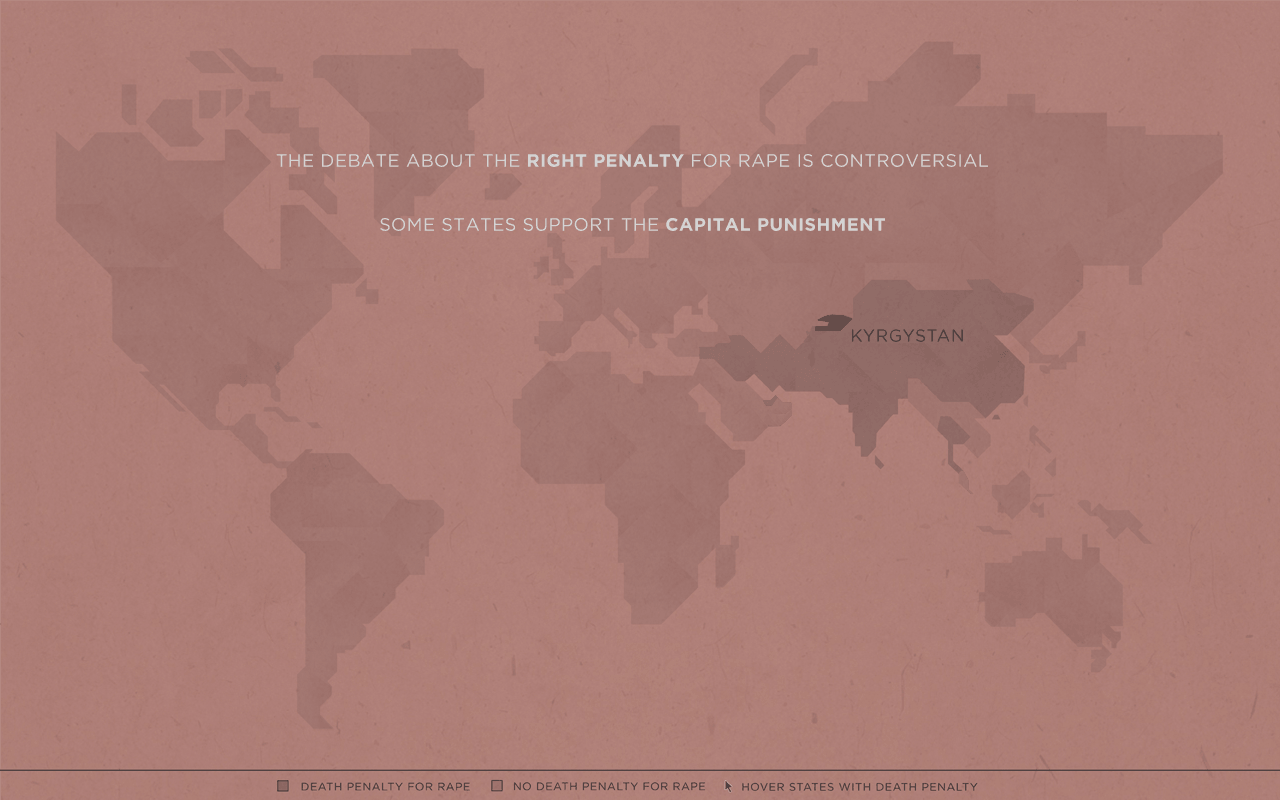 THE DEBATE ABOUT THE RIGHT PENALTY FOR RAPE IS CONTROVERSIAL
SOME STATES SUPPORT THE CAPITAL PUNISHMENT
KYRGYSTAN
DEATH PENALTY FOR RAPE NO DEATH PENALTY FOR RAPE HOVER STATES WITH DEATH PENALTY